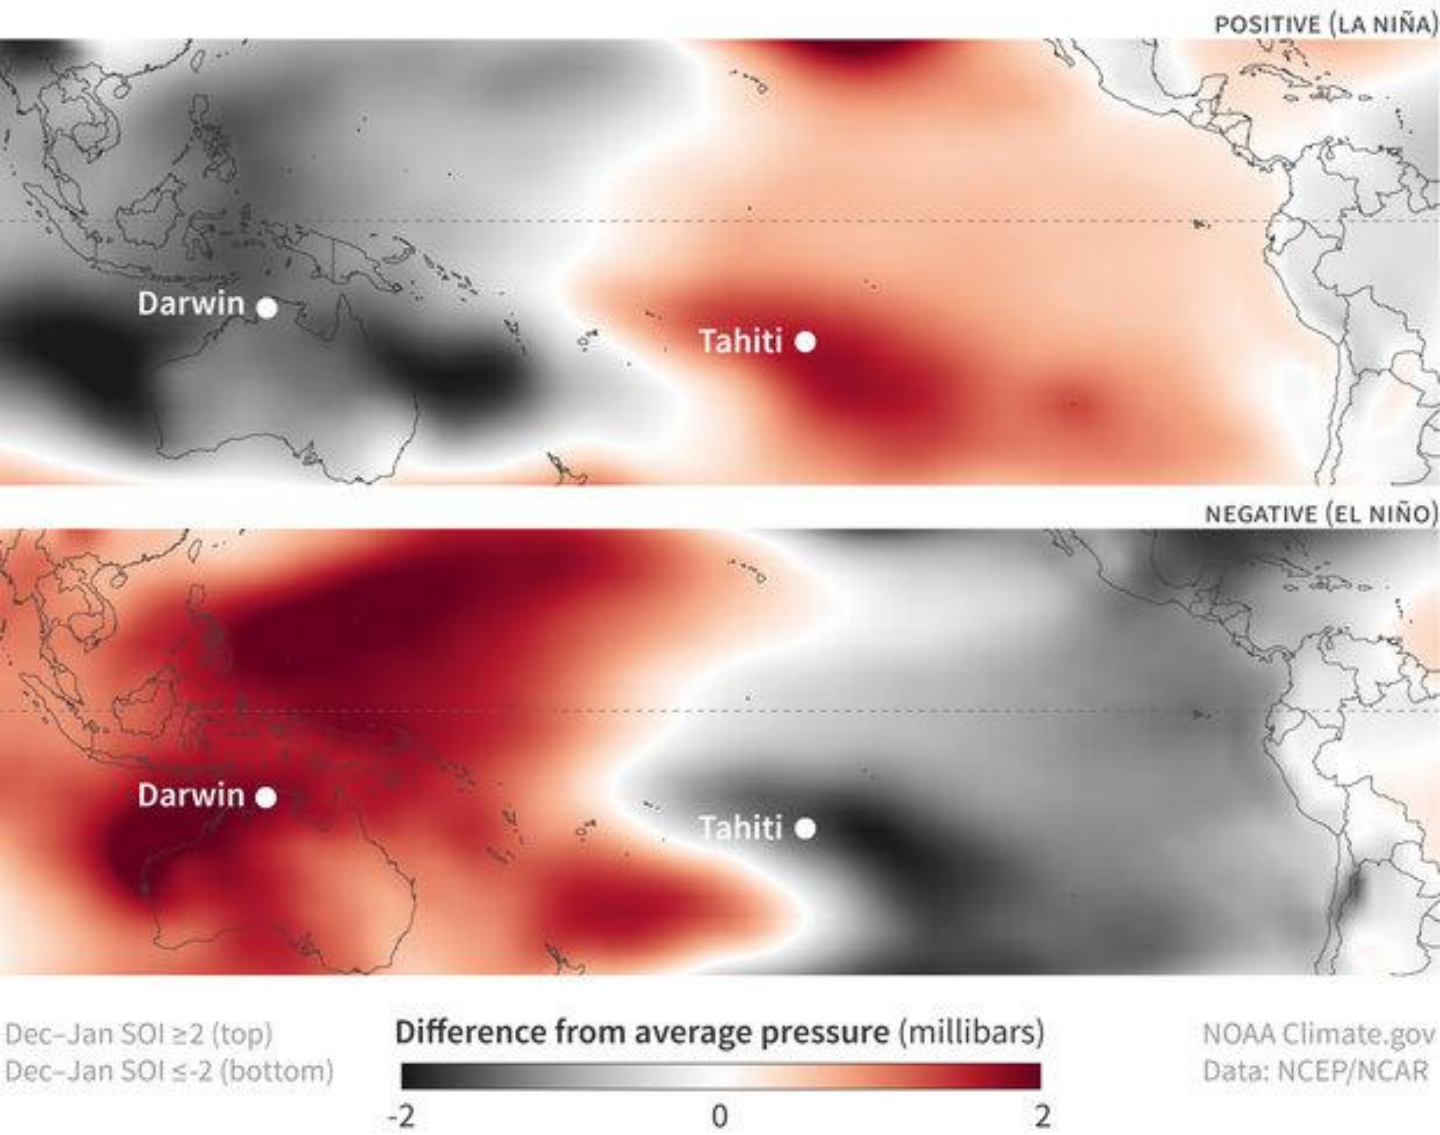 POSITIVE (LA NIÑA)
Darwin
Tahiti
NEGATIVE (EL NIÑO)
Darwin
Tahiti
Dec–Jan SOI ≥2 (top)
Dec–Jan SOI ≤-2 (bottom)
Difference from average pressure (millibars)
-2 0 2
NOAA Climate.gov
Data: NCEP/NCAR